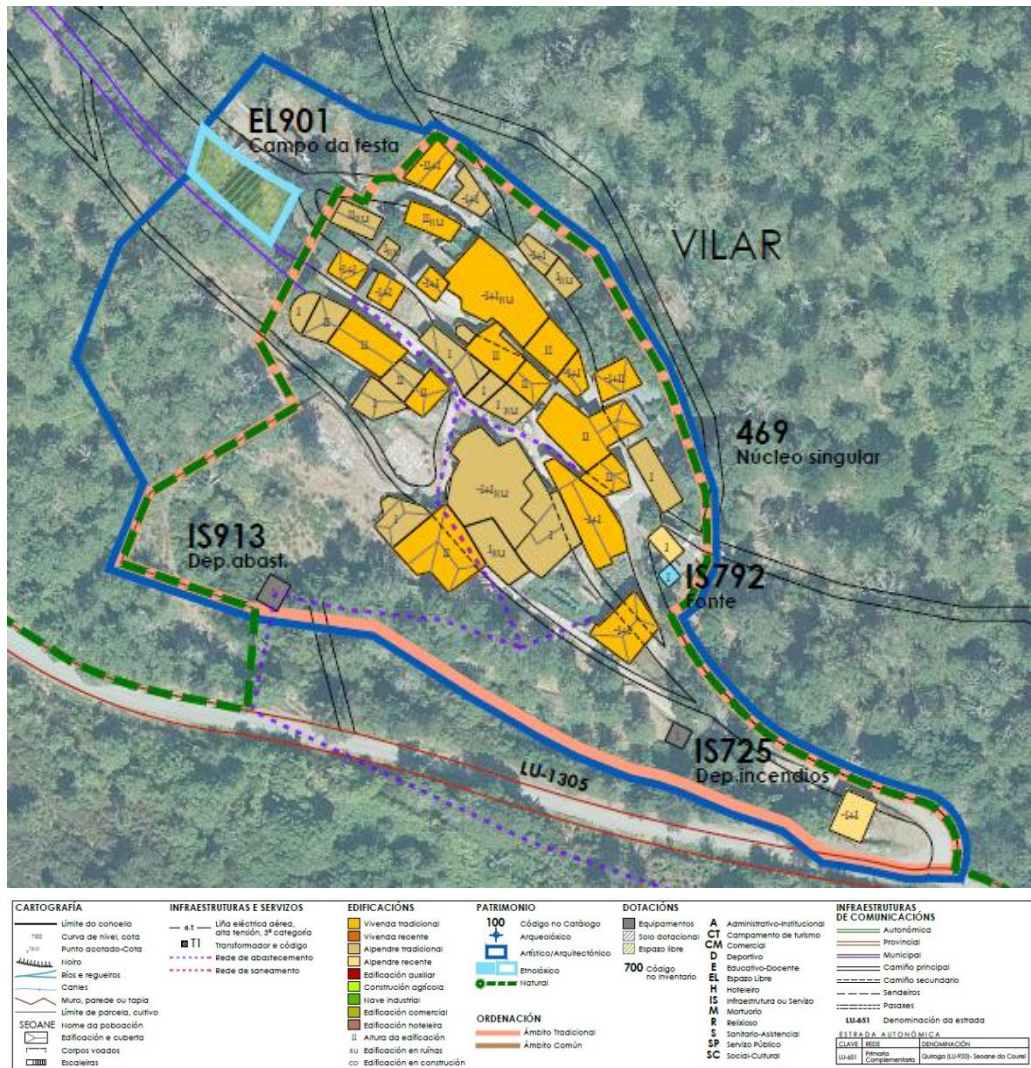 EL901
Campo da festa
VILAR
469
Núcleo singular
IS913
Dep.abast.
IS792
Fonte
IS725
Dep.incendios
LU-1305
CARTOGRAFÍA
Límite do concello
Curva de nivel, cota
Punto acotado-Cota
Noiro
Ríos e regueiros
Canles
Muro, parede ou tapia
Límite de parcela, cultivo
SEOANE Nome da poboación
Edificación e cuberta
Corpos voados
Escaleiras
INFRAESTRUTURAS E SERVIZOS
a.t Liña eléctrica aérea,
alta tensión, 3ª categoría
T1 Transformador e código
Rede de abastecemento
Rede de saneamento
EDIFICACIÓNS
Vivenda tradicional
Vivenda recente
Alpendre tradicional
Alpendre recente
Edificación auxiliar
Construción agrícola
Nave industrial
Edificación comercial
Edificación hoteleira
II Altura da edificación
RU Edificación en ruínas
CO Edificación en construción
PATRIMONIO
100 Código no Catálogo
Arqueolóxico
Artístico/Arquitectónico
Etnolóxico
Natural
ORDENACIÓN
Ámbito Tradicional
Ámbito Común
DOTACIÓNS
Equipamentos
Solo dotacional
Espazo libre
700 Código
no Inventario
A Administrativo-Institucional
CT Campamento de turismo
CM Comercial
D Deportivo
E Educativo-Docente
EL Espazo Libre
H Hoteleiro
IS Infraestrutura ou Servizo
M Mortuorio
R Relixioso
S Sanitario-Asistencial
SP Servizo Público
SC Social-Cultural
INFRAESTRUTURAS
DE COMUNICACIÓNS
Autonómica
Provincial
Municipal
Camiño principal
Camiño secundario
Sendeiros
Pasaxes
LU-651 Denominación da estrada
ESTRADA AUTONÓMICA
CLAVE REDE DENOMINACIÓN
LU-651 Primaria
Complementaria Quiroga (LU-933)- Seoane do Courel